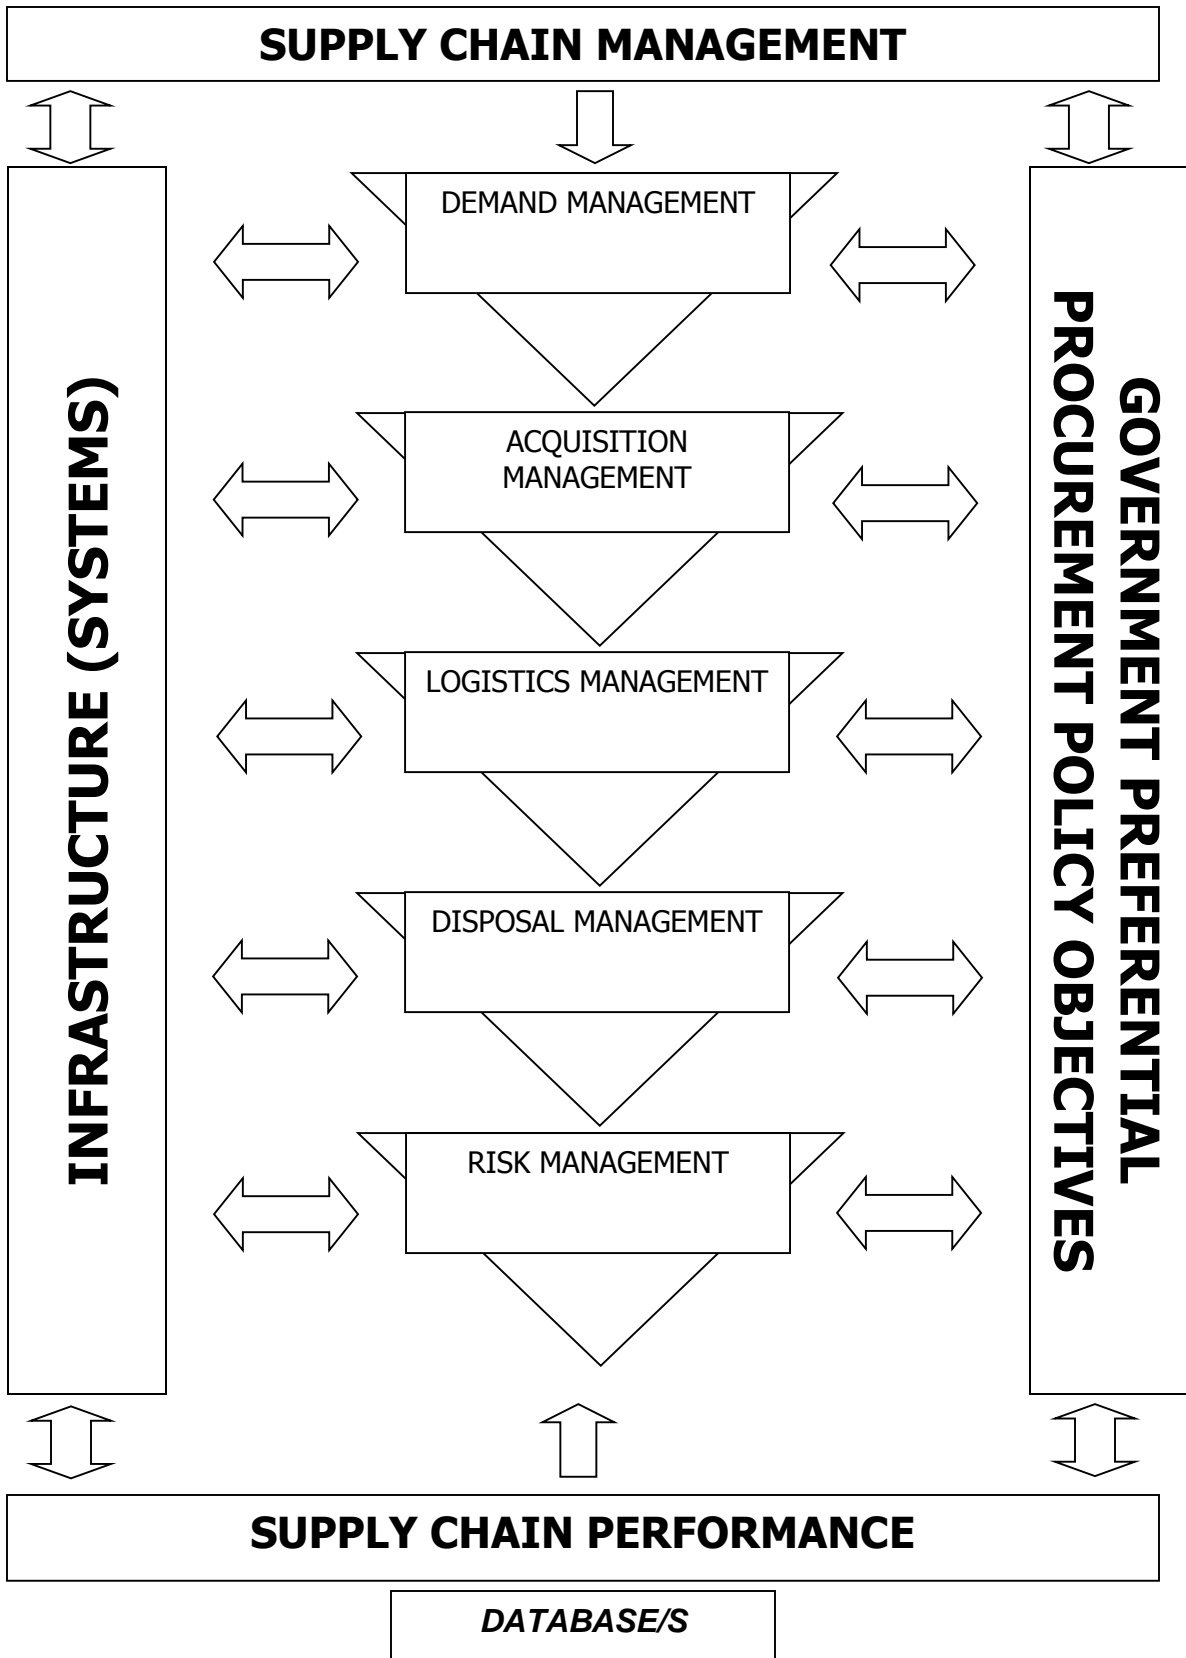 SUPPLY CHAIN MANAGEMENT
DEMAND MANAGEMENT
ACQUISITION
MANAGEMENT
LOGISTICS MANAGEMENT
DISPOSAL MANAGEMENT
RISK MANAGEMENT
INFRASTRUCTURE (SYSTEMS)
GOVERNMENT PREFERENTIAL
PROCUREMENT POLICY OBJECTIVES
SUPPLY CHAIN PERFORMANCE
DATABASE/S